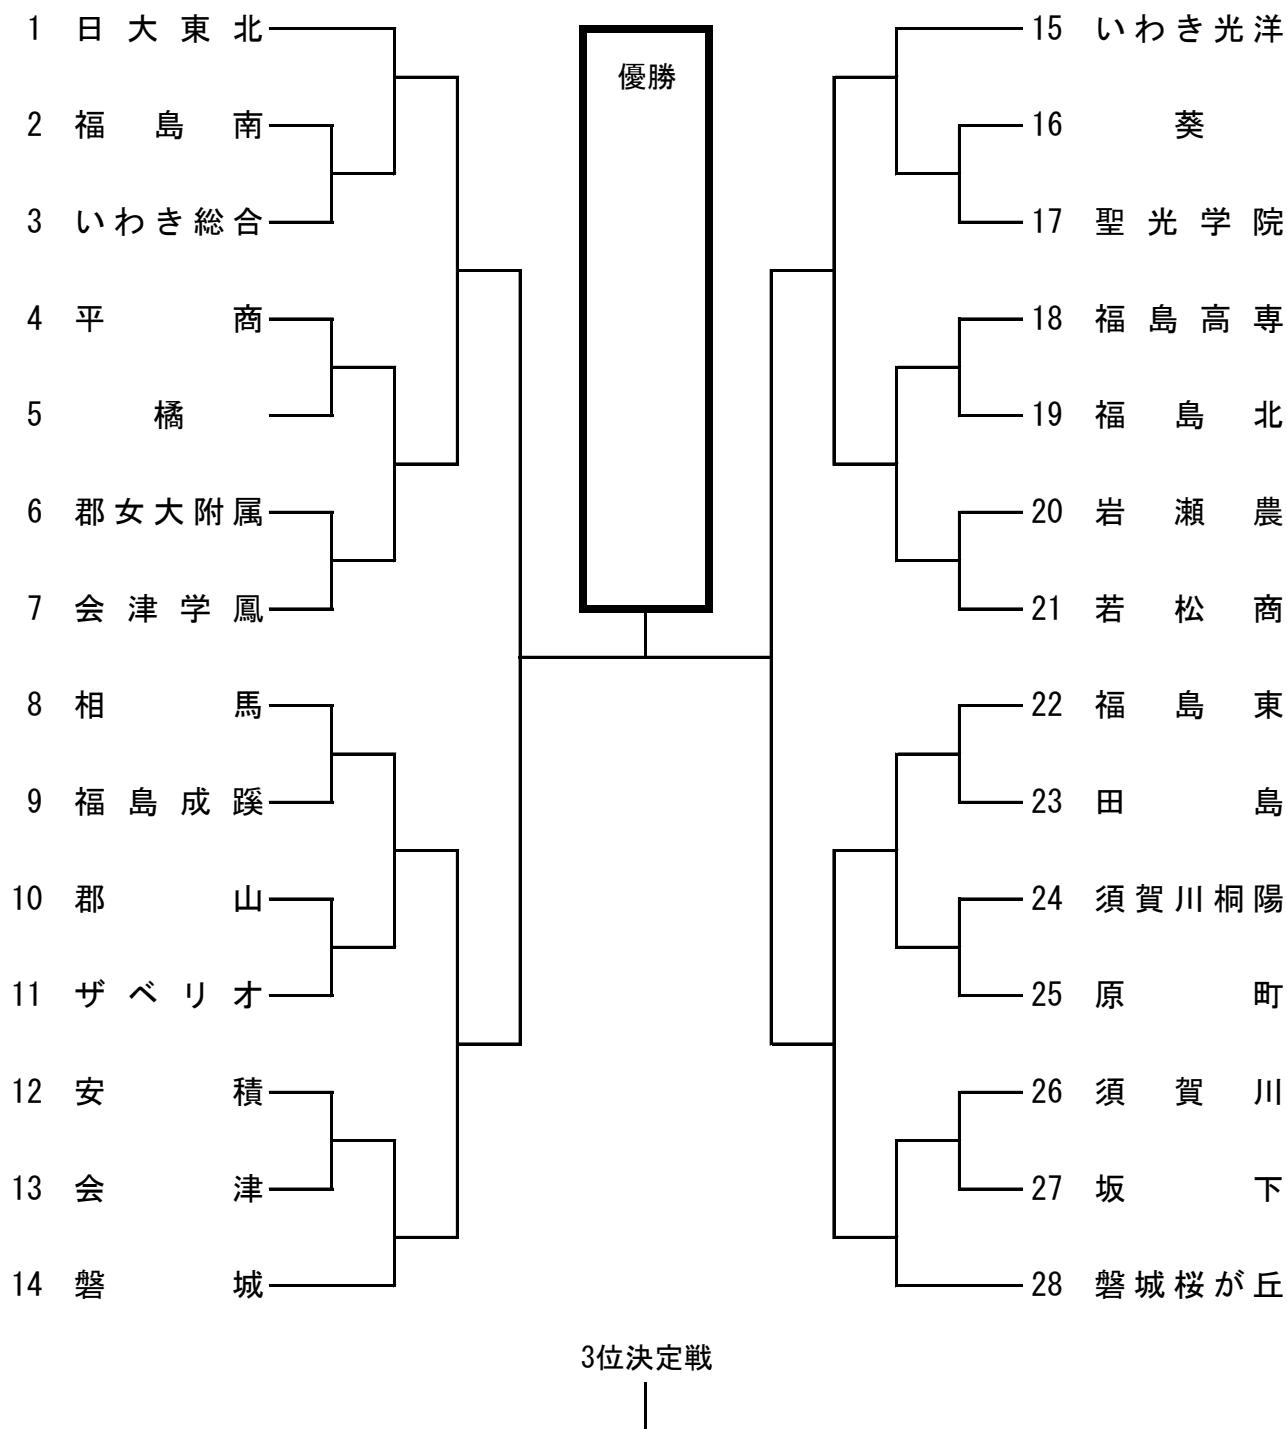 1 日大東北
2 福島南
3 いわき総合
4 平商
5 橘
6 郡女大附属
7 会津学鳳
8 相馬
9 福島成蹊
10 郡山
11 ザベリオ
12 安積
13 会津
14 磐城
優勝
15 いわき光洋
16 葵
17 聖光学院
18 福島高専
19 福島北
20 岩瀬農
21 若松商
22 福島東
23 田島
24 須賀川桐陽
25 原町
26 須賀川
27 坂下
28 磐城桜が丘
3位決定戦